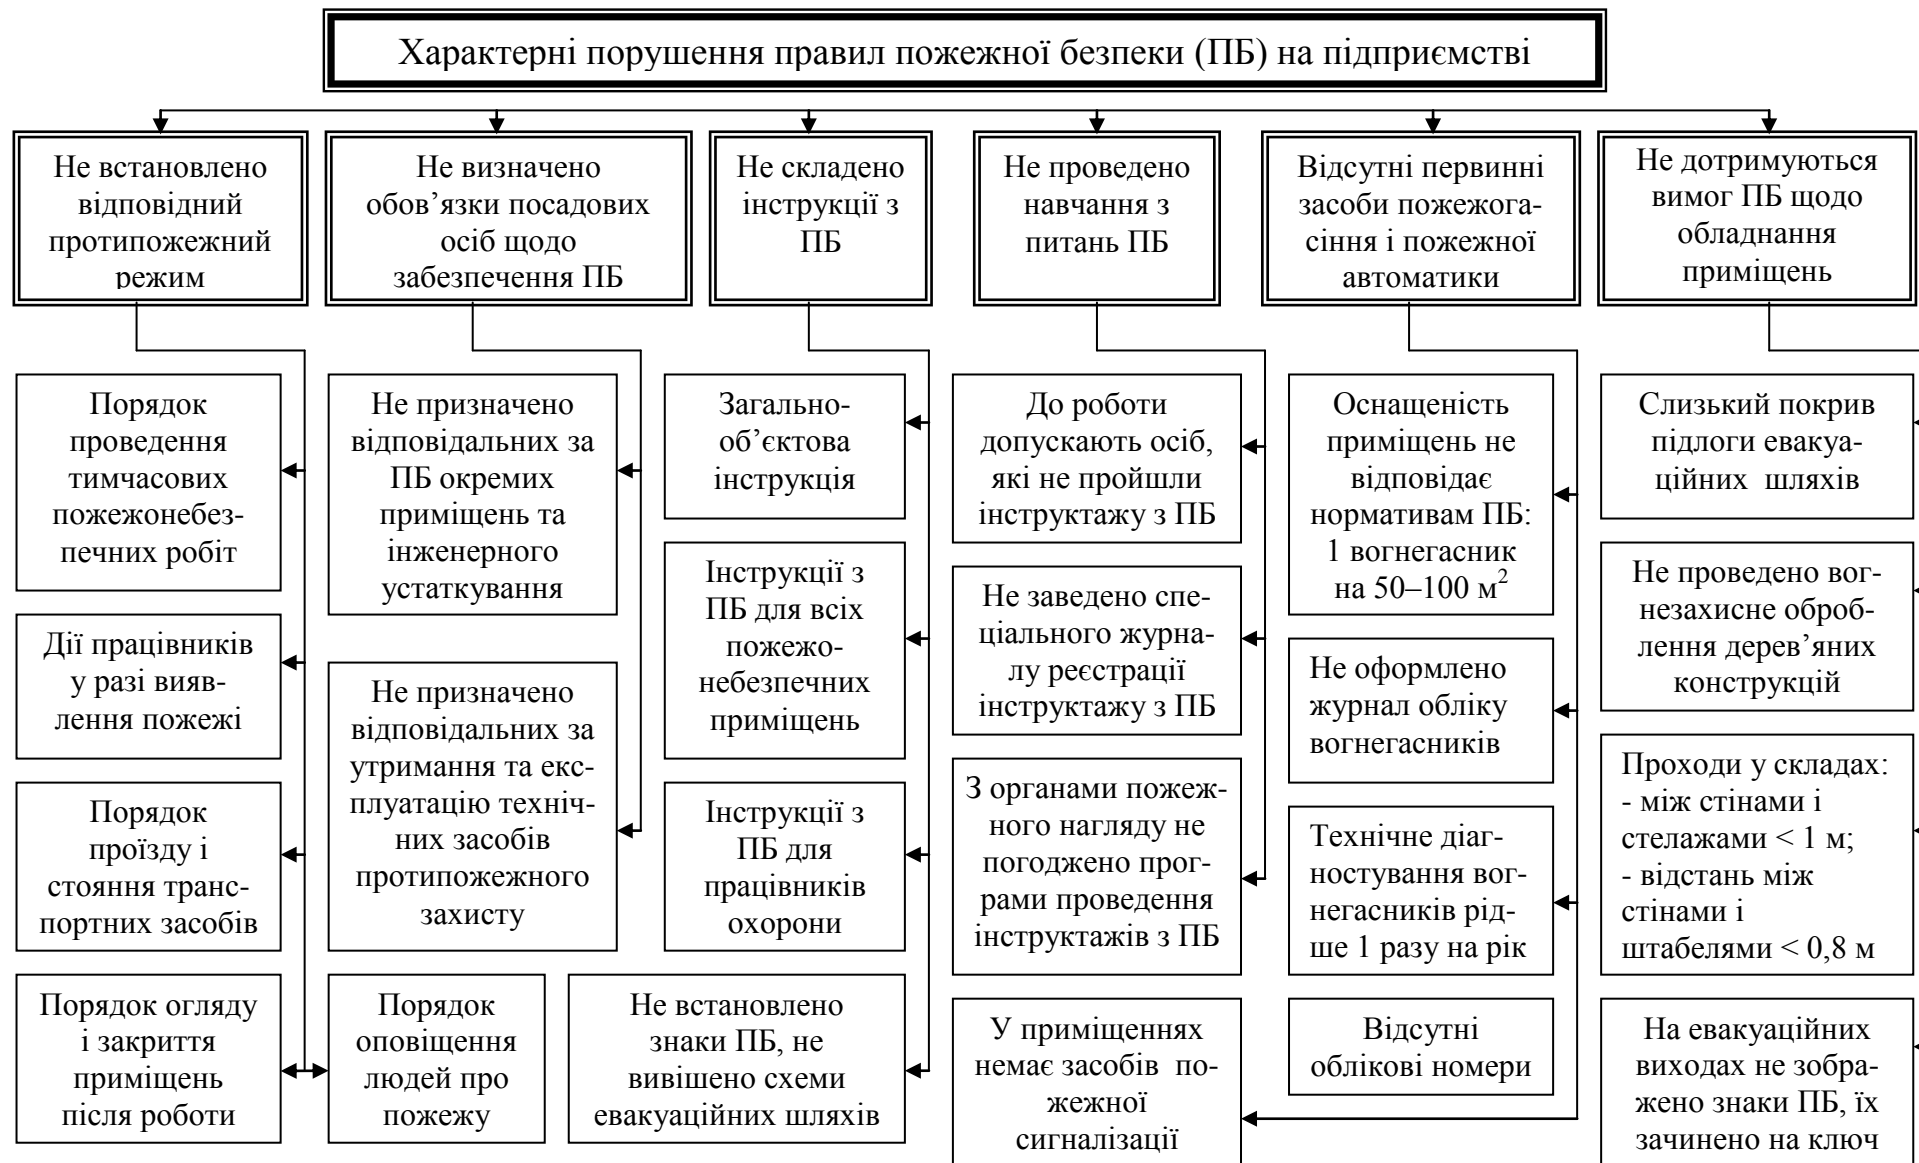 Характерні порушення правил пожежної безпеки (ПБ) на підприємстві
Не встановлено
відповідний
протипожежний
режим
Не визначено
обов’язки посадових
осіб щодо
забезпечення ПБ
Не складено
інструкції з
ПБ
Не проведено
навчання з
питань ПБ
Відсутні первинні
засоби пожежога-
сіння і пожежної
автоматики
Не дотримуються
вимог ПБ щодо
обладнання
приміщень
Порядок
проведення
тимчасових
пожежонебез-
печних робіт
Дії працівників
у разі вияв-
лення пожежі
Порядок
проїзду і
стояння транс-
портних засобів
Порядок огляду
і закриття
приміщень
після роботи
Порядок
оповіщення
людей про
пожежу
Не призначено
відповідальних за
ПБ окремих
приміщень та
інженерного
устаткування
Не призначено
відповідальних за
утримання та екс-
плуатацію техніч-
них засобів
протипожежного
захисту
Загально-
об’єктова
інструкція
Інструкції з
ПБ для всіх
пожежо-
небезпечних
приміщень
Інструкції з
ПБ для
працівників
охорони
Не встановлено
знаки ПБ, не
вивішено схеми
евакуаційних шляхів
До роботи
допускають осіб,
які не пройшли
інструктажу з ПБ
Не заведено спе-
ціального журна-
лу реєстрації
інструктажу з ПБ
З органами пожеж-
ного нагляду не
погоджено прог-
рами проведення
інструктажів з ПБ
У приміщеннях
немає засобів по-
жежної
сигналізації
Оснащеність
приміщень не
відповідає
нормативам ПБ:
1 вогнегасник
на 50–100 м²
Не оформлено
журнал обліку
вогнегасників
Технічне діаг-
ностування вог-
негасників рід-
ше 1 разу на рік
Відсутні
облікові номери
Слизький покрив
підлоги евакуа-
ційних шляхів
Не проведено вог-
незахисне оброб-
лення дерев’яних
конструкцій
Проходи у складах:
- між стінами і
стелажами < 1 м;
- відстань між
стінами і
штабелями < 0,8 м
На евакуаційних
виходах не зобра-
жено знаки ПБ, їх
зачинено на ключ